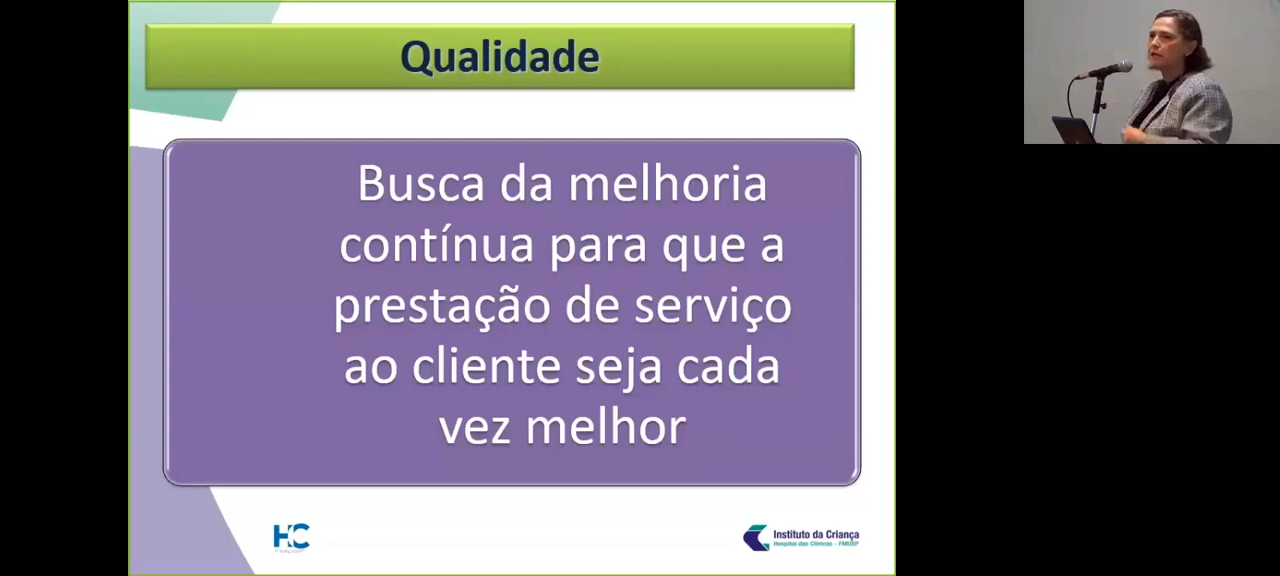 Qualidade
Busca da melhoria
contínua para que a
prestação de serviço
ao cliente seja cada
vez melhor
HC
FMUSP
Instituto da Criança
Hospital das Clínicas - FMUSP